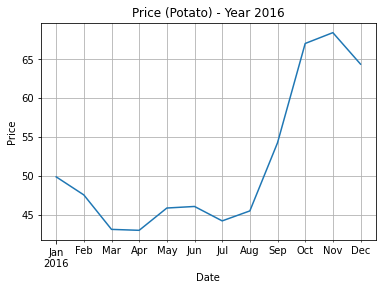 Price (Potato) - Year 2016
Price
65
60
55
50
45
Jan Feb Mar Apr May Jun Jul Aug Sep Oct Nov Dec
2016
Date